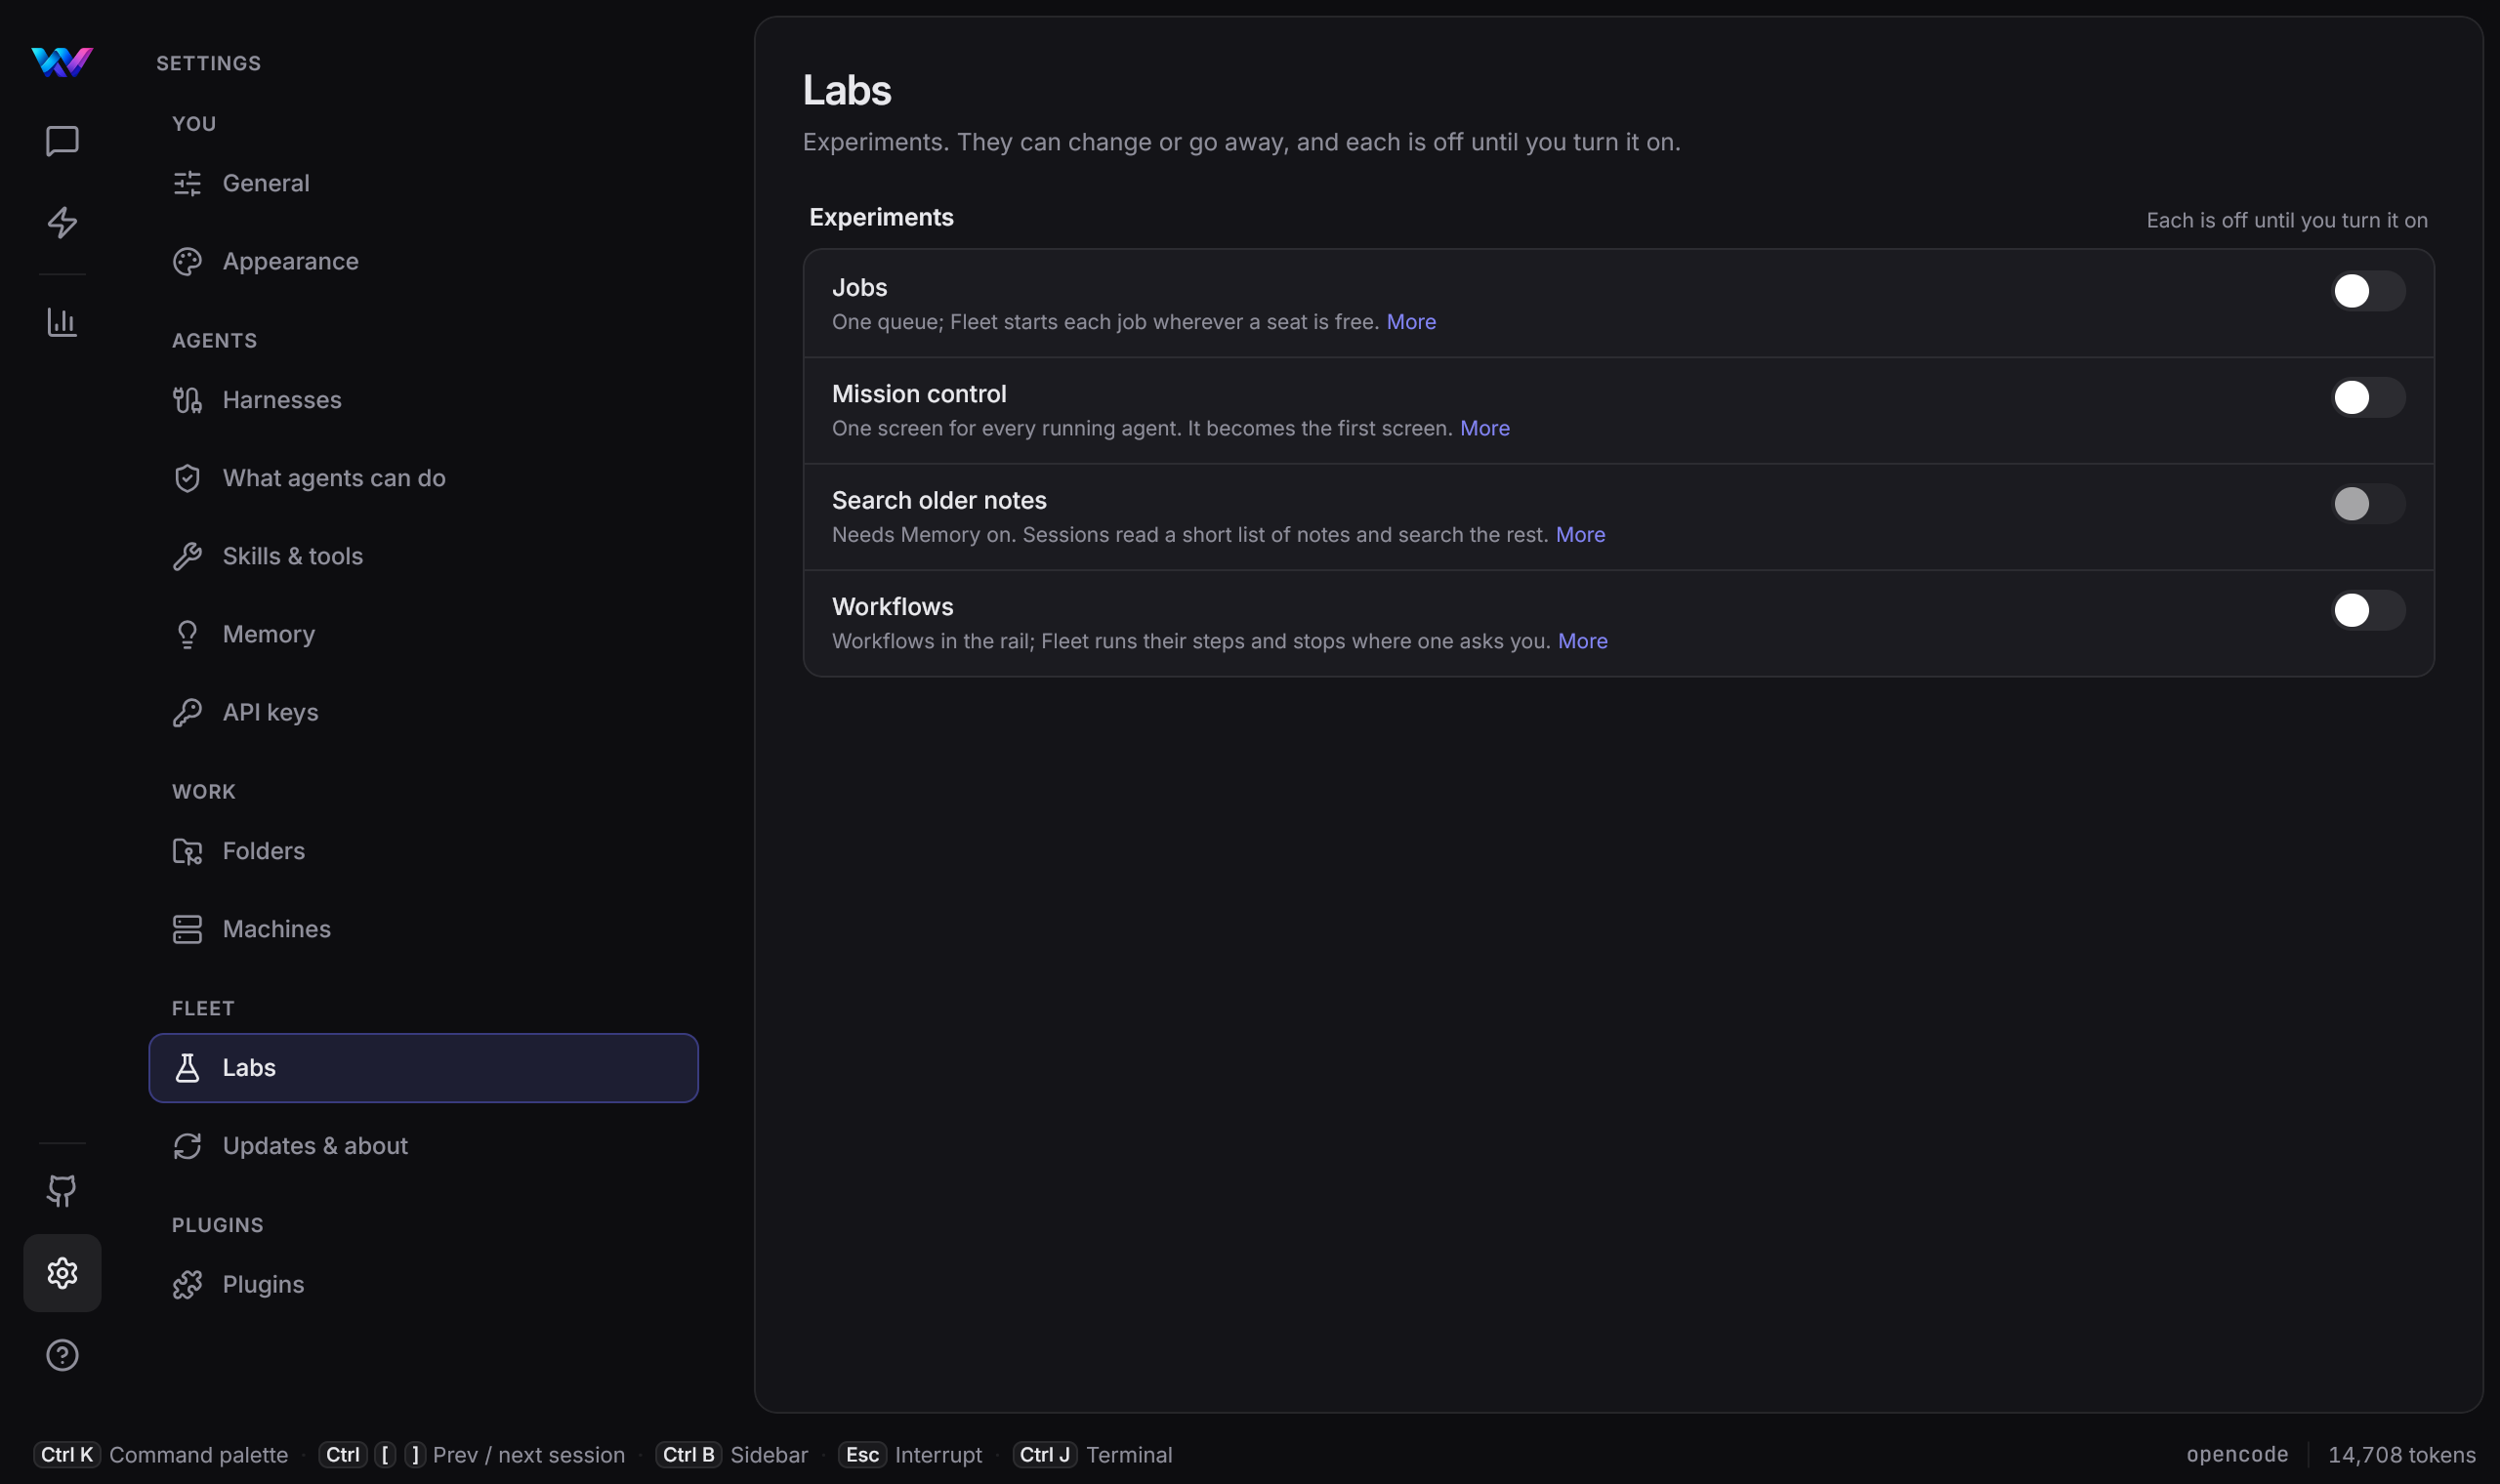 SETTINGS
YOU
General
Appearance
AGENTS
Harnesses
What agents can do
Skills & tools
Memory
API keys
WORK
Folders
Machines
FLEET
Labs
Updates & about
PLUGINS
Plugins
Labs
Experiments. They can change or go away, and each is off until you turn it on.
Experiments
Each is off until you turn it on
Jobs
One queue; Fleet starts each job wherever a seat is free. More
Mission control
One screen for every running agent. It becomes the first screen. More
Search older notes
Needs Memory on. Sessions read a short list of notes and search the rest. More
Workflows
Workflows in the rail; Fleet runs their steps and stops where one asks you. More
Ctrl K Command palette · Ctrl [ ] Prev / next session · Ctrl B Sidebar · Esc Interrupt · Ctrl J Terminal
opencode 14,708 tokens